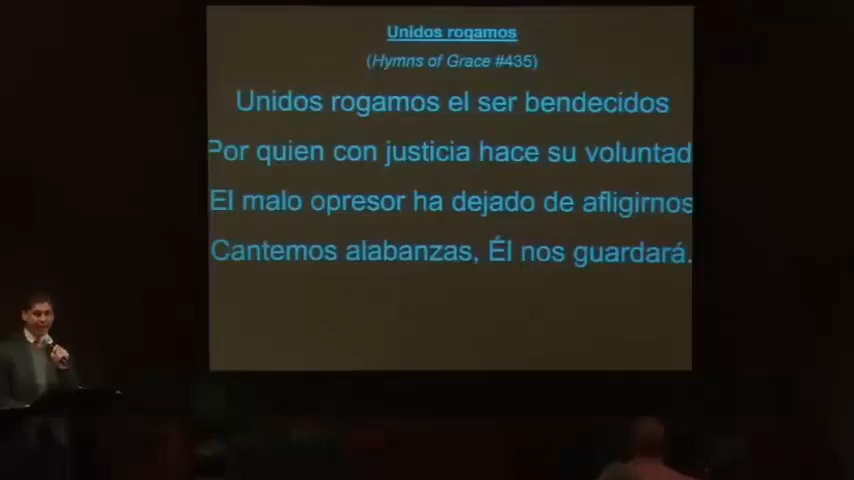 Unidos rogamos
(Hymns of Grace #435)
Unidos rogamos el ser bendecidos
Por quien con justicia hace su voluntad
El malo opresor ha dejado de afligirnos
Cantemos alabanzas, Él nos guardará.